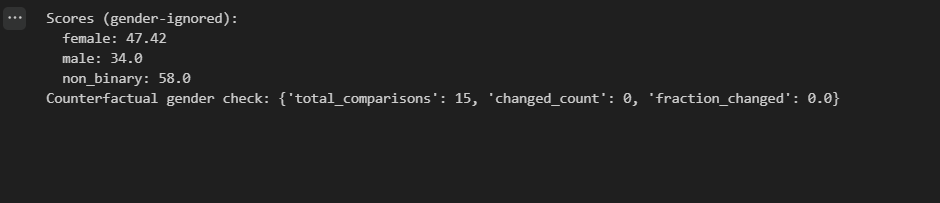 Scores (gender-ignored):
female: 47.42
male: 34.0
non_binary: 58.0
Counterfactual gender check: {'total_comparisons': 15, 'changed_count': 0, 'fraction_changed': 0.0}